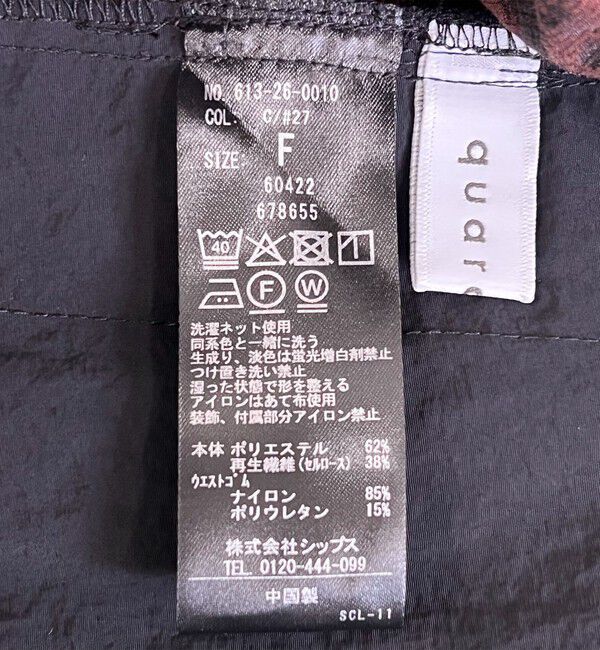 NO. 613-26-0010
COL. C/#27
SIZE: F
60422
678655
40
F W
洗濯ネット使用
同系色と一緒に洗う
生成り、淡色は蛍光増白剤禁止
つけ置き洗い禁止
湿った状態で形を整える
アイロンはあて布使用
装飾、付属部分アイロン禁止
本体 ポリエステル 62%
再生繊維(セルロース) 38%
ウエストゴム
ナイロン 85%
ポリウレタン 15%
株式会社シップス
TEL. 0120-444-099
中国製
SCL-11
quar